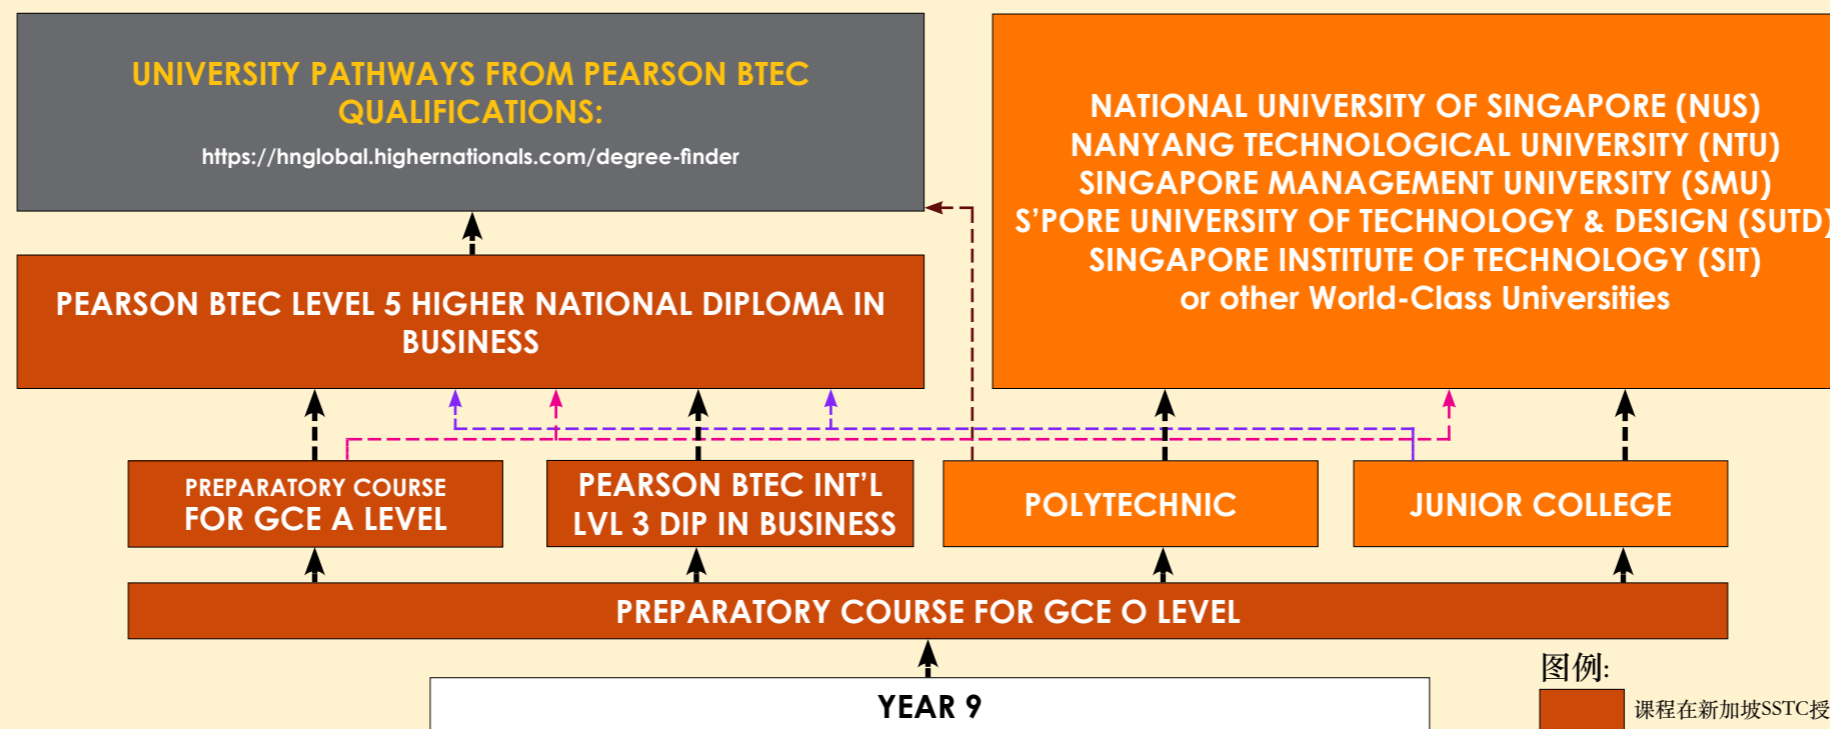 UNIVERSITY PATHWAYS FROM PEARSON BTEC
QUALIFICATIONS:
https://hnglobal.highernationals.com/degree-finder
NATIONAL UNIVERSITY OF SINGAPORE (NUS)
NANYANG TECHNOLOGICAL UNIVERSITY (NTU)
SINGAPORE MANAGEMENT UNIVERSITY (SMU)
S'PORE UNIVERSITY OF TECHNOLOGY & DESIGN (SUTD)
SINGAPORE INSTITUTE OF TECHNOLOGY (SIT)
or other World-Class Universities
PEARSON BTEC LEVEL 5 HIGHER NATIONAL DIPLOMA IN
BUSINESS
PREPARATORY COURSE
FOR GCE A LEVEL
PEARSON BTEC INT'L
LVL 3 DIP IN BUSINESS
POLYTECHNIC
JUNIOR COLLEGE
PREPARATORY COURSE FOR GCE O LEVEL
YEAR 9
图例:
课程在新加坡SSTC授